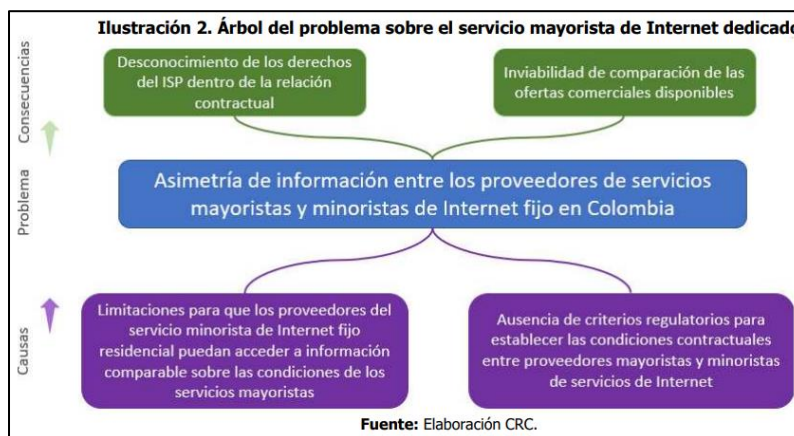 Ilustración 2. Árbol del problema sobre el servicio mayorista de Internet dedicado
Consecuencias
Desconocimiento de los derechos
del ISP dentro de la relación
contractual
Inviabilidad de comparación de las
ofertas comerciales disponibles
Problema
Asimetría de información entre los proveedores de servicios
mayoristas y minoristas de Internet fijo en Colombia
Causas
Limitaciones para que los proveedores del
servicio minorista de Internet fijo
residencial puedan acceder a información
comparable sobre las condiciones de los
servicios mayoristas
Ausencia de criterios regulatorios para
establecer las condiciones contractuales
entre proveedores mayoristas y minoristas
de servicios de Internet
Fuente: Elaboración CRC.